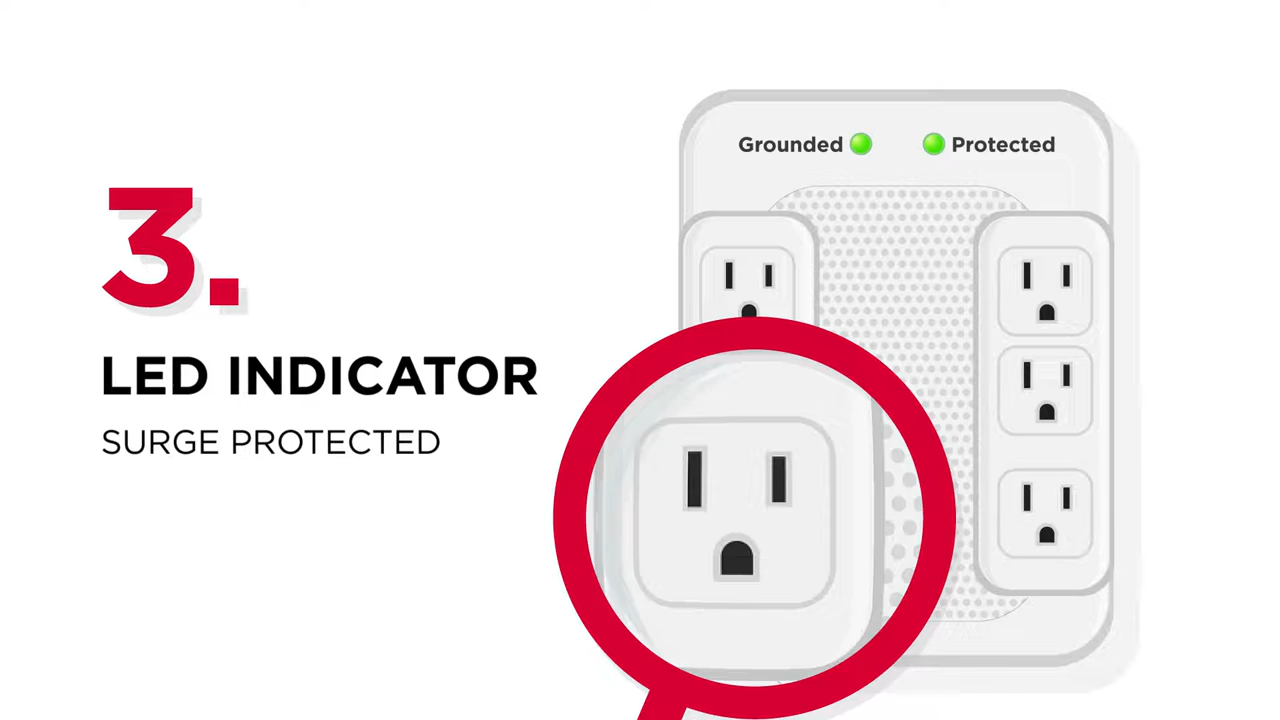 Grounded
Protected
3.
LED INDICATOR
SURGE PROTECTED